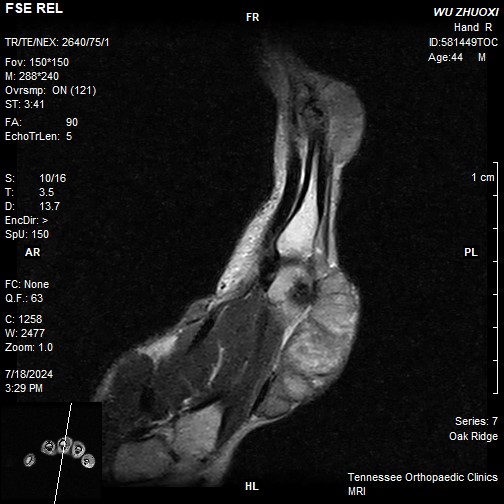 FSE REL
TR/TE/NEX: 2640/75/1
Fov: 150*150
M: 288*240
Ovrsmp: ON (121)
ST: 3:41
FA: 90
EchoTrLen: 5
S: 10/16
T: 3.5
D: 13.7
EncDir: >
SpU: 150
AR
FC: None
Q.F.: 63
C: 1258
W: 2477
Zoom: 1.0
7/18/2024
3:29 PM
FR
WU ZHUOXI
Hand R
ID:581449TOC
Age:44 M
1 cm
PL
Series: 7
Oak Ridge
Tennessee Orthopaedic Clinics
MRI
HL